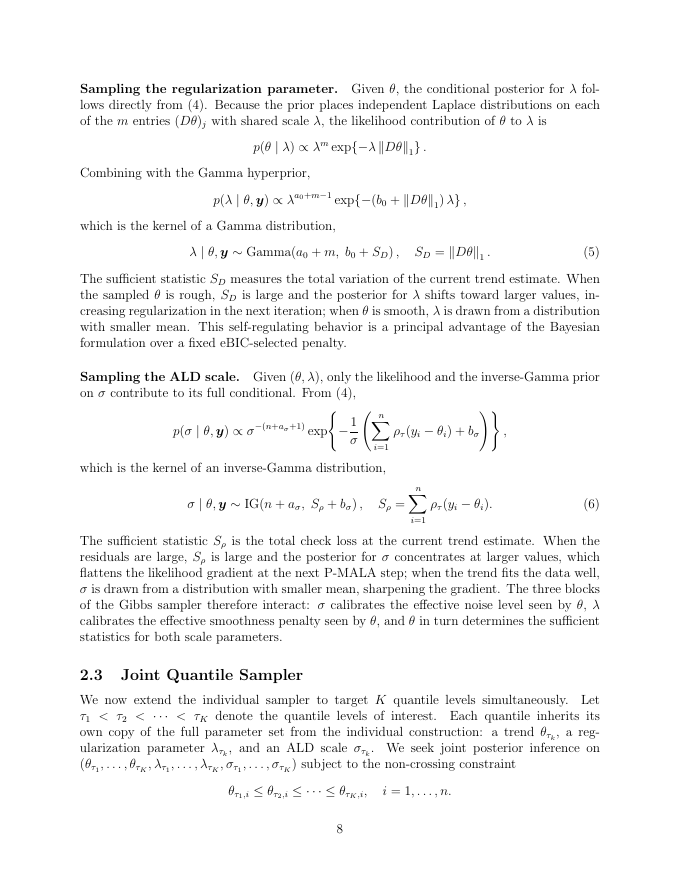 Sampling the regularization parameter. Given θ, the conditional posterior for λ fol-
lows directly from (4). Because the prior places independent Laplace distributions on each
of the m entries (Dθ)_j with shared scale λ, the likelihood contribution of θ to λ is
p(θ | λ) ∝ λ^m exp{−λ ‖Dθ‖_1} .
Combining with the Gamma hyperprior,
p(λ | θ, y) ∝ λ^{a_0+m−1} exp{−(b_0 + ‖Dθ‖_1) λ} ,
which is the kernel of a Gamma distribution,
λ | θ, y ∼ Gamma(a_0 + m, b_0 + S_D) , S_D = ‖Dθ‖_1 . (5)
The sufficient statistic S_D measures the total variation of the current trend estimate. When
the sampled θ is rough, S_D is large and the posterior for λ shifts toward larger values, in-
creasing regularization in the next iteration; when θ is smooth, λ is drawn from a distribution
with smaller mean. This self-regulating behavior is a principal advantage of the Bayesian
formulation over a fixed eBIC-selected penalty.
Sampling the ALD scale. Given (θ, λ), only the likelihood and the inverse-Gamma prior
on σ contribute to its full conditional. From (4),
p(σ | θ, y) ∝ σ^{−(n+a_σ+1)} exp{ −\frac{1}{σ} ( \sum_{i=1}^{n} ρ_τ(y_i − θ_i) + b_σ ) } ,
which is the kernel of an inverse-Gamma distribution,
σ | θ, y ∼ IG(n + a_σ, S_ρ + b_σ) , S_ρ = \sum_{i=1}^{n} ρ_τ(y_i − θ_i). (6)
The sufficient statistic S_ρ is the total check loss at the current trend estimate. When the
residuals are large, S_ρ is large and the posterior for σ concentrates at larger values, which
flattens the likelihood gradient at the next P-MALA step; when the trend fits the data well,
σ is drawn from a distribution with smaller mean, sharpening the gradient. The three blocks
of the Gibbs sampler therefore interact: σ calibrates the effective noise level seen by θ, λ
calibrates the effective smoothness penalty seen by θ, and θ in turn determines the sufficient
statistics for both scale parameters.
2.3 Joint Quantile Sampler
We now extend the individual sampler to target K quantile levels simultaneously. Let
τ_1 < τ_2 < ⋯ < τ_K denote the quantile levels of interest. Each quantile inherits its
own copy of the full parameter set from the individual construction: a trend θ_{τ_k}, a reg-
ularization parameter λ_{τ_k}, and an ALD scale σ_{τ_k}. We seek joint posterior inference on
(θ_{τ_1}, . . . , θ_{τ_K}, λ_{τ_1}, . . . , λ_{τ_K}, σ_{τ_1}, . . . , σ_{τ_K}) subject to the non-crossing constraint
θ_{τ_1,i} ≤ θ_{τ_2,i} ≤ ⋯ ≤ θ_{τ_K,i}, i = 1, . . . , n.
8